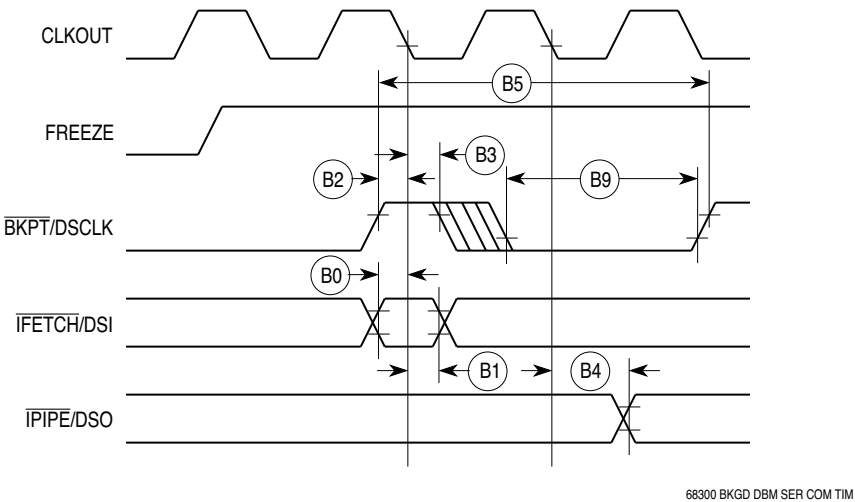 CLKOUT
B5
FREEZE
B3
B2
B9
BKPT/DSCLK
B0
IFETCH/DSI
B1
B4
IPIPE/DSO
68300 BKGD DBM SER COM TIM